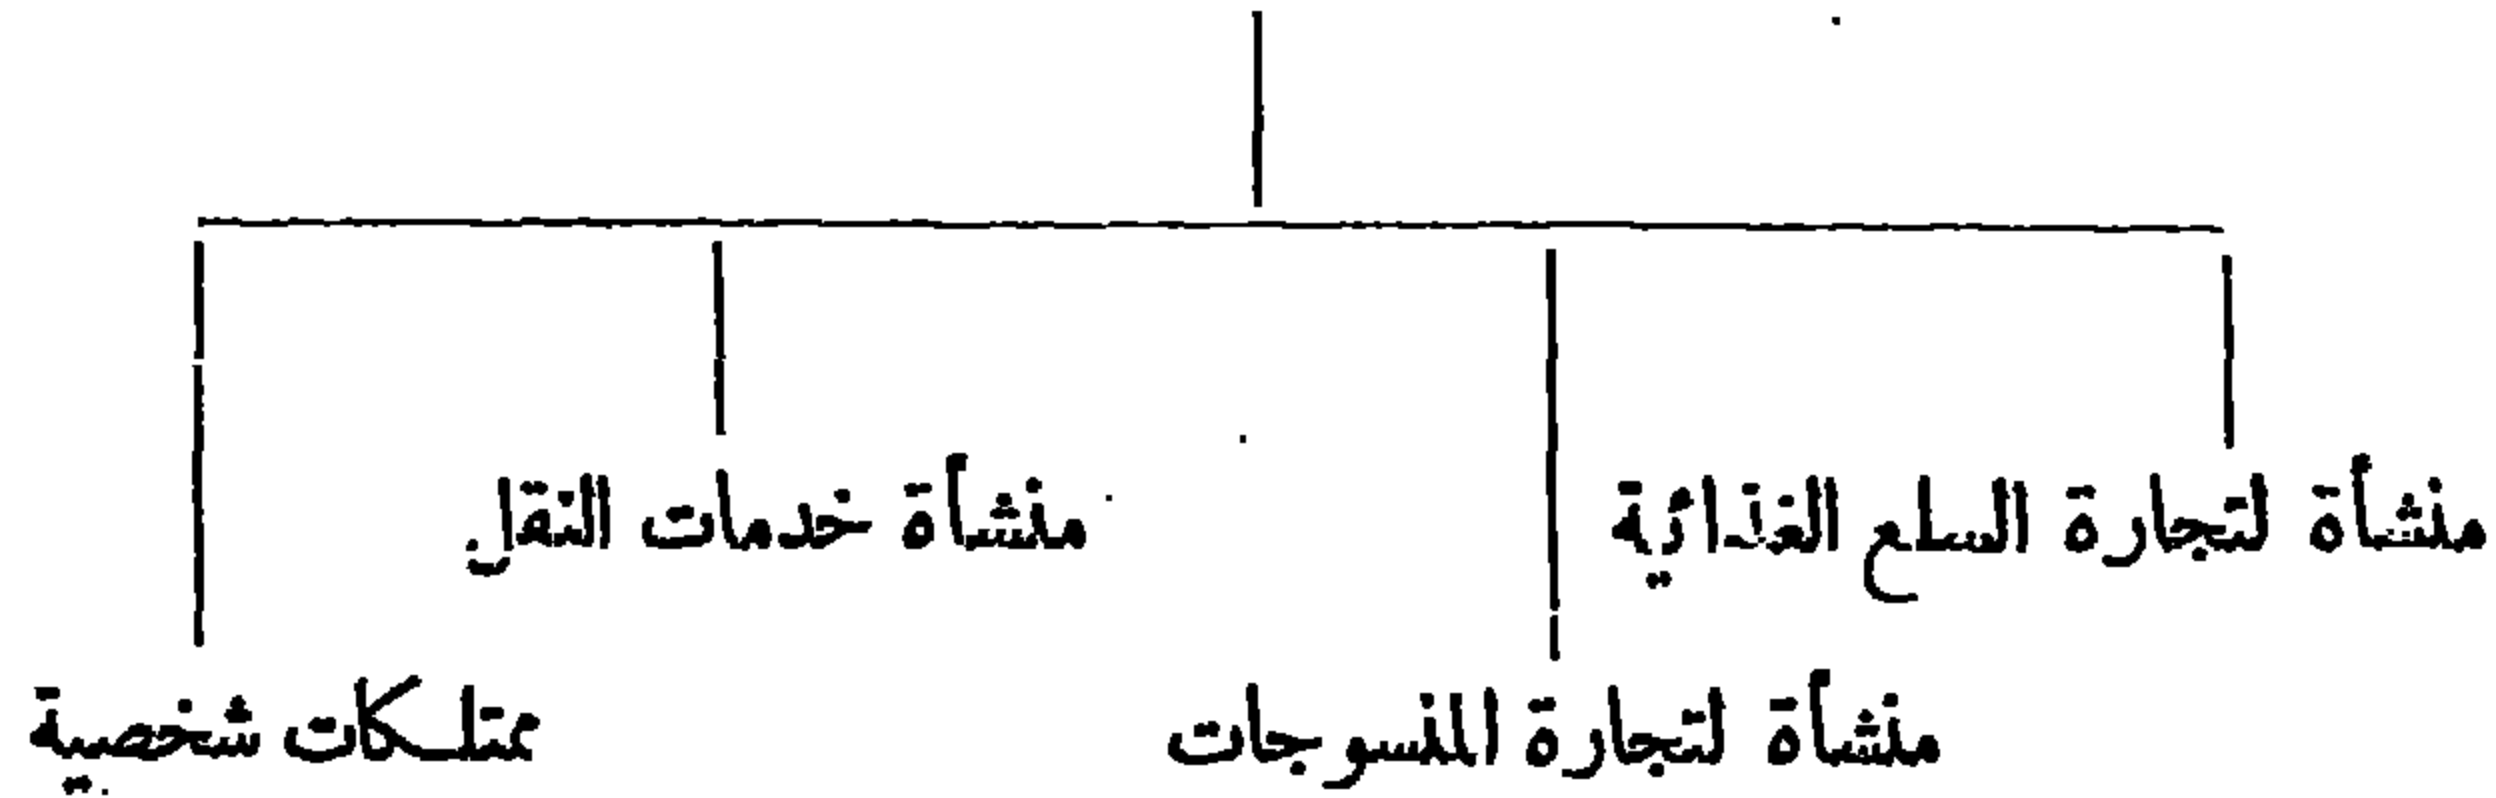 منشأة لتجارة السلع الغذائية
منشأة خدمات النقل
منشأة لتجارة المنسوجات
ممتلكات شخصية